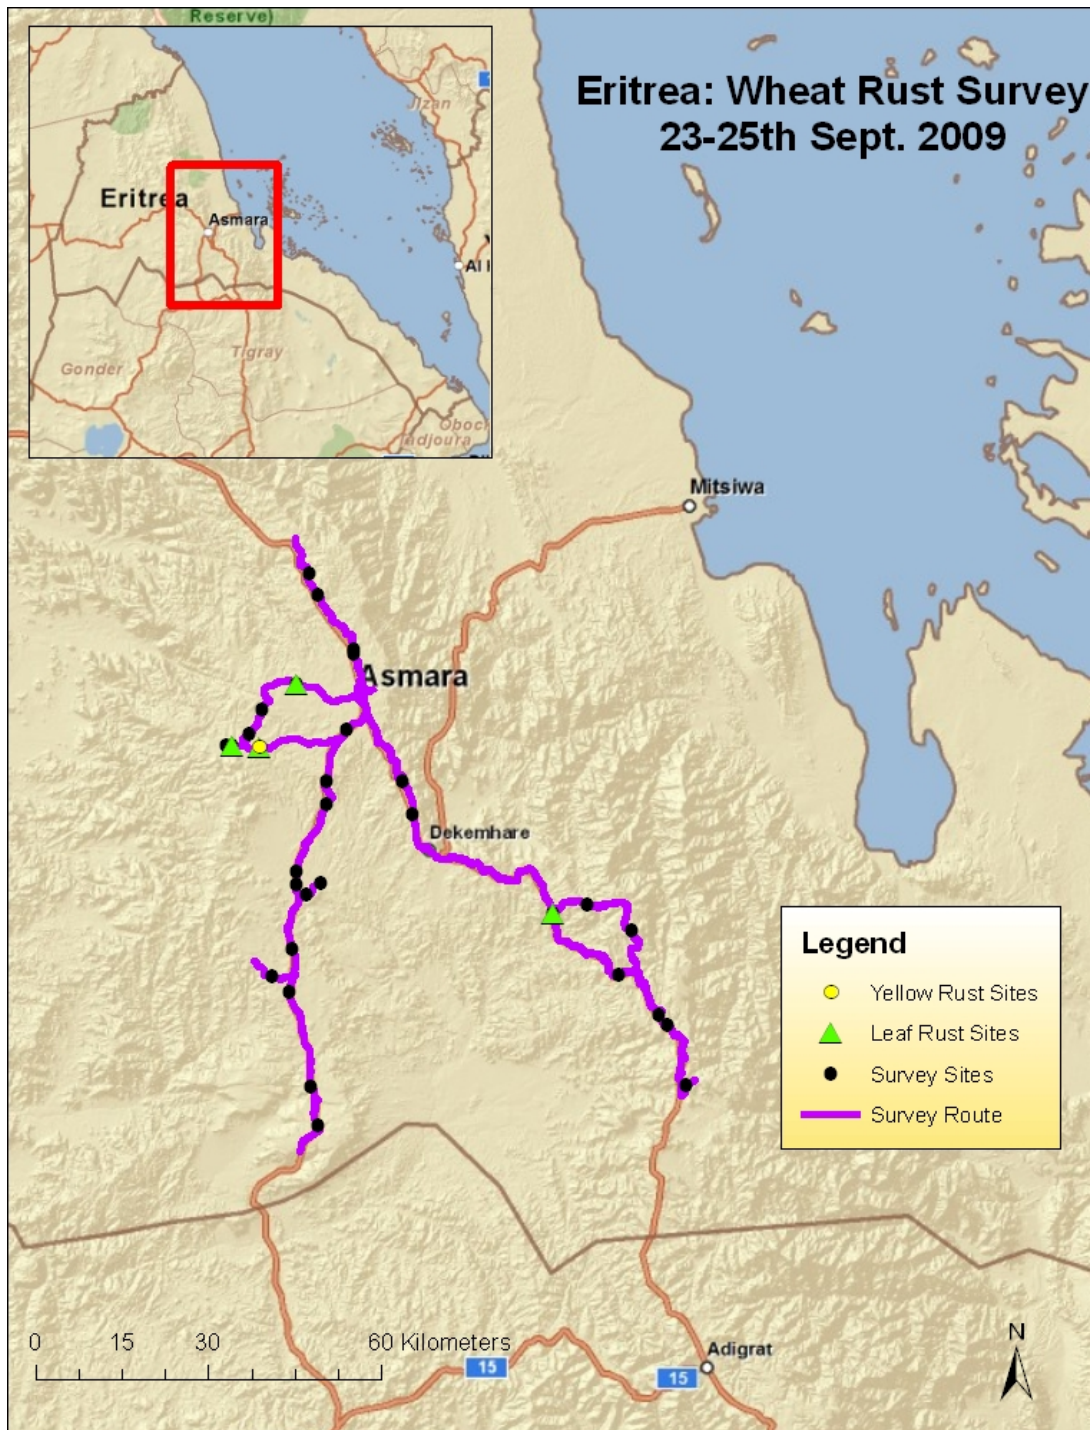 Reserve)
Eritrea: Wheat Rust Survey
23-25th Sept. 2009
Jizan
Eritrea
Asmara
Al
Tigray
Gonder
Oboc
adjoura
Mitsiwa
Asmara
Dekemhare
Legend
Yellow Rust Sites
Leaf Rust Sites
Survey Sites
Survey Route
0 15 30 60 Kilometers
N
15
15
Adigrat